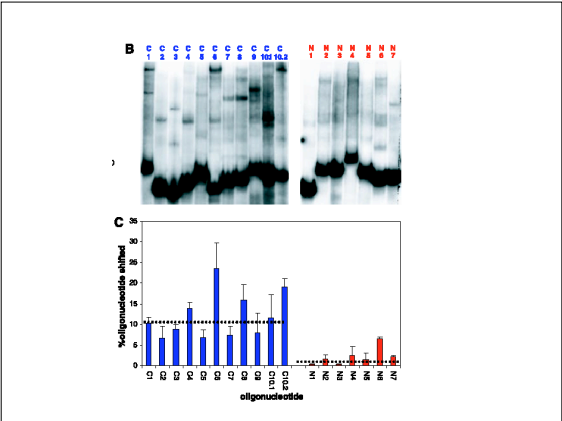 B
C C C C C C C C C C C
1 2 3 4 5 6 7 8 9 10.1 10.2
N N N N N N N
1 2 3 4 5 6 7
C
35
30
25
20
15
10
5
0
%oligonucleotide shifted
C1 C2 C3 C4 C5 C6 C7 C8 C9 C10.1 C10.2 N1 N2 N3 N4 N5 N6 N7
oligonucleotide